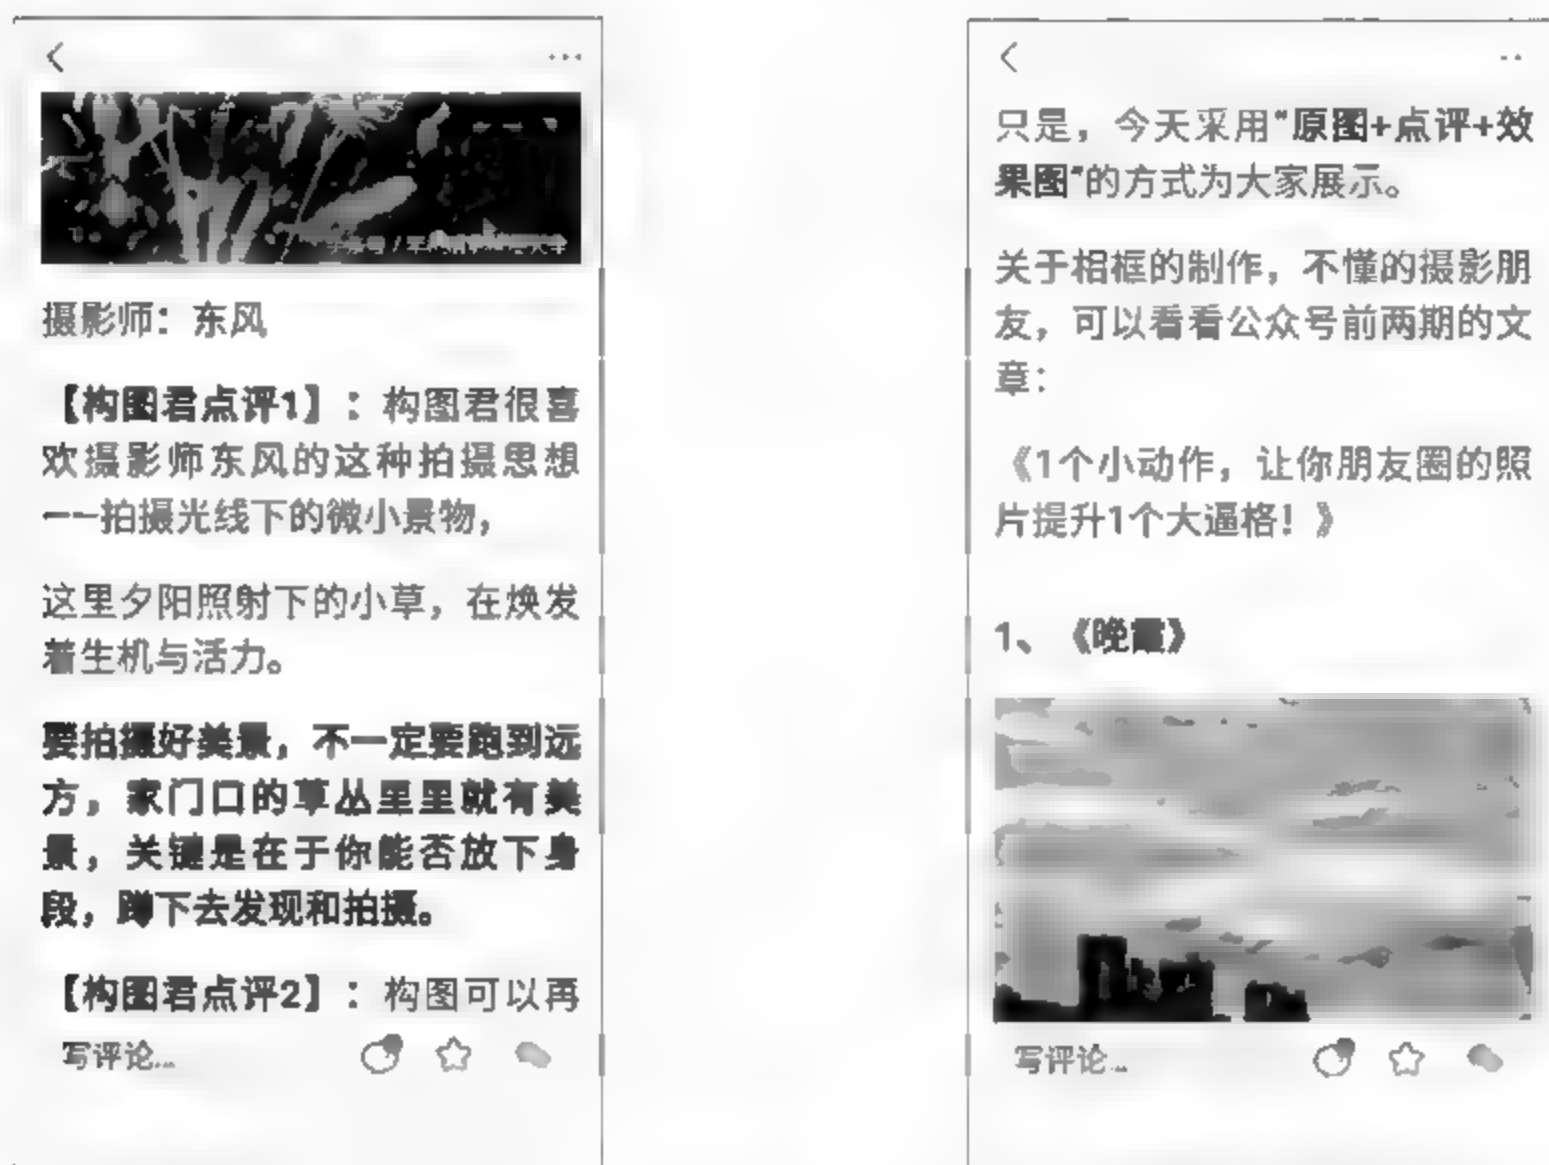 摄影师：东风
【构图君点评1】：构图君很喜
欢摄影师东风的这种拍摄思想
——拍摄光线下的微小景物，
这里夕阳照射下的小草，在焕发
着生机与活力。
要拍摄好美景，不一定要跑到远
方，家门口的草丛里里就有美
景，关键是在于你能否放下身
段，蹲下去发现和拍摄。
【构图君点评2】：构图可以再
写评论...
只是，今天采用“原图+点评+效
果图”的方式为大家展示。
关于相框的制作，不懂的摄影朋
友，可以看看公众号前两期的文
章：
《1个小动作，让你朋友圈的照
片提升1个大逼格！》
1、《晚霞》
写评论...